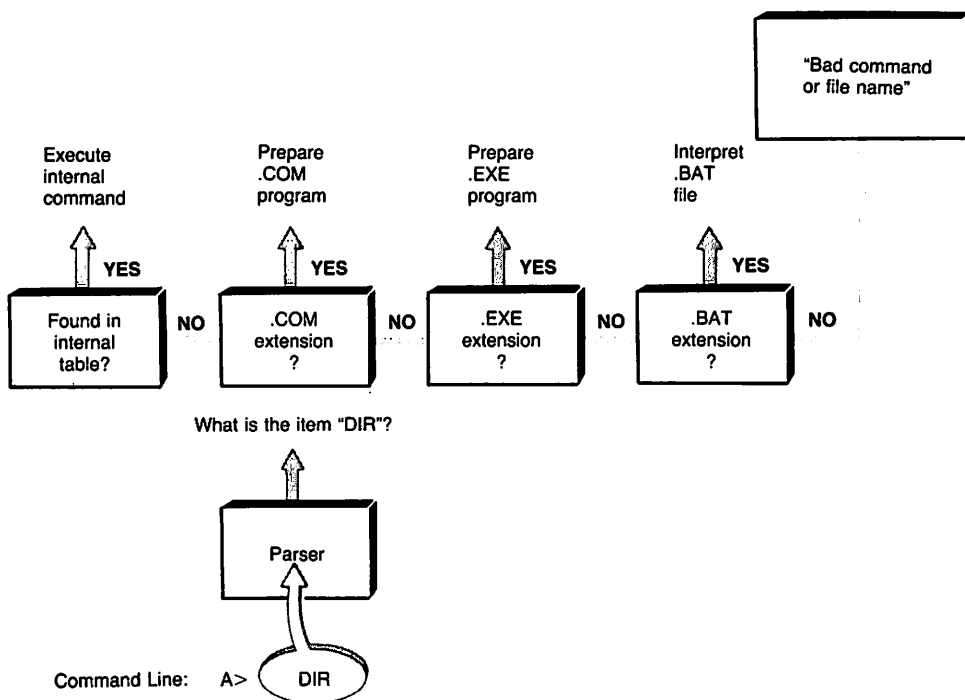 "Bad command
or file name"
Execute
internal
command
Prepare
.COM
program
Prepare
.EXE
program
Interpret
.BAT
file
YES
YES
YES
YES
Found in
internal
table?
NO
.COM
extension
?
NO
.EXE
extension
?
NO
.BAT
extension
?
NO
What is the item "DIR"?
Parser
Command Line: A> DIR